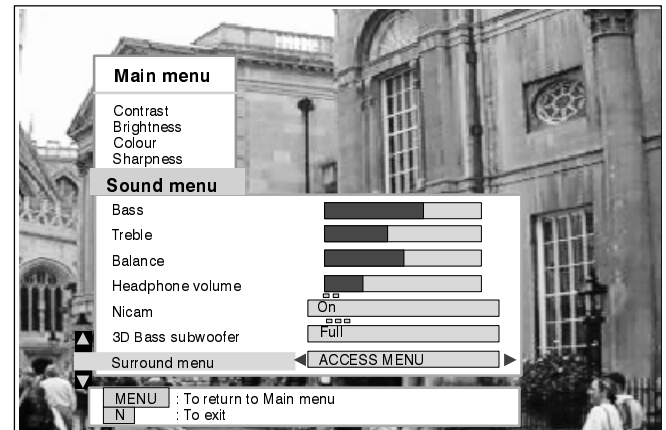 Main menu
Contrast
Brightness
Colour
Sharpness
Sound menu
Bass
Treble
Balance
Headphone volume
Nicam On
3D Bass subwoofer Full
Surround menu ACCESS MENU
MENU : To return to Main menu
N : To exit